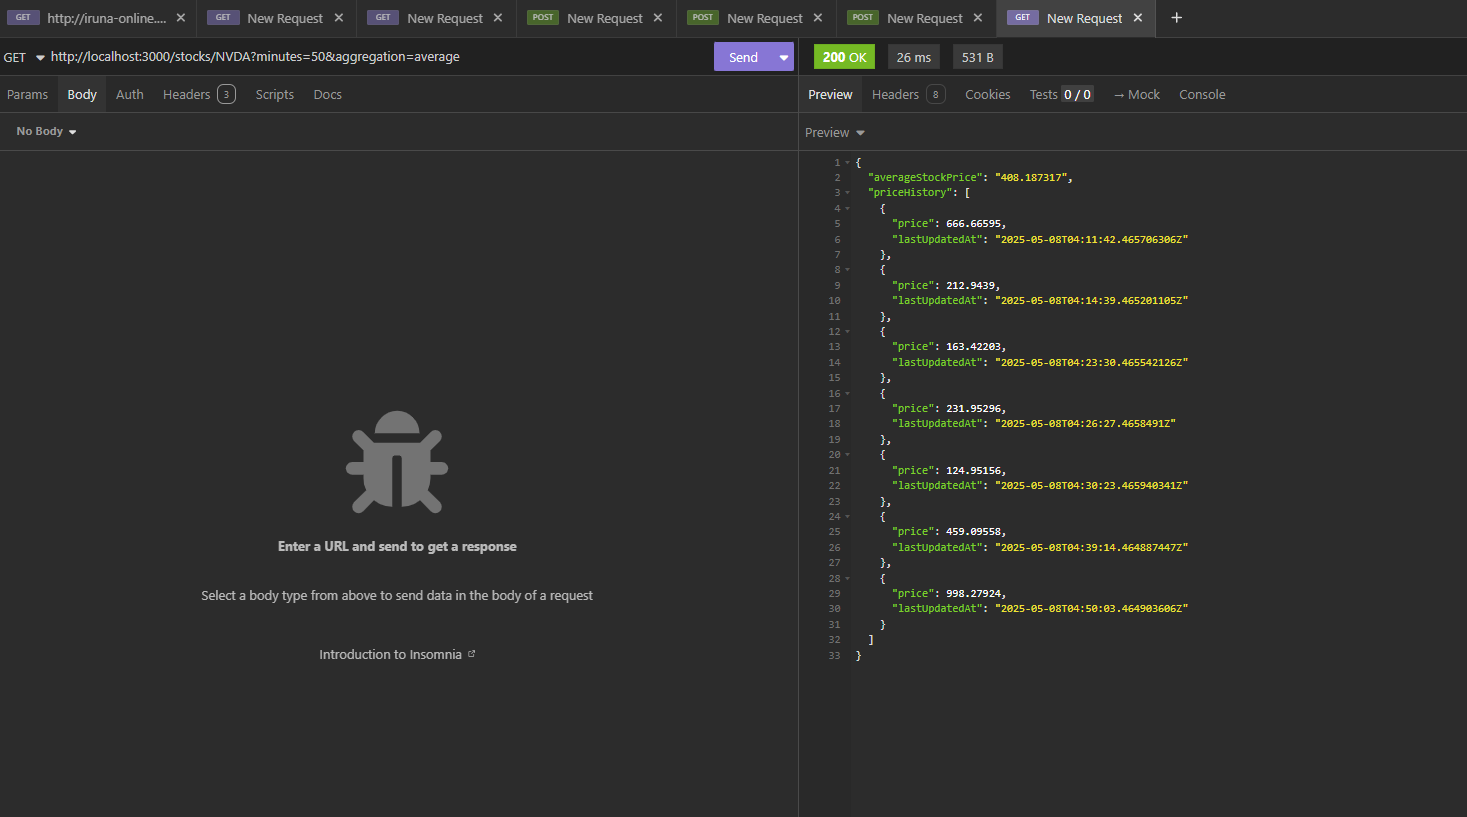 GET http://iruna-online.... GET New Request GET New Request POST New Request POST New Request POST New Request GET New Request
GET http://localhost:3000/stocks/NVDA?minutes=50&aggregation=average Send 200 OK 26 ms 531 B
Params Body Auth Headers 3 Scripts Docs
Preview Headers 8 Cookies Tests 0 / 0 → Mock Console
No Body
Preview
Enter a URL and send to get a response
Select a body type from above to send data in the body of a request
Introduction to Insomnia
1 {
2 "averageStockPrice": "408.187317",
3 "priceHistory": [
4 {
5 "price": 666.66595,
6 "lastUpdatedAt": "2025-05-08T04:11:42.465706306Z"
7 },
8 {
9 "price": 212.9439,
10 "lastUpdatedAt": "2025-05-08T04:14:39.465201105Z"
11 },
12 {
13 "price": 163.42203,
14 "lastUpdatedAt": "2025-05-08T04:23:30.465542126Z"
15 },
16 {
17 "price": 231.95296,
18 "lastUpdatedAt": "2025-05-08T04:26:27.4658491Z"
19 },
20 {
21 "price": 124.95156,
22 "lastUpdatedAt": "2025-05-08T04:30:23.465940341Z"
23 },
24 {
25 "price": 459.09558,
26 "lastUpdatedAt": "2025-05-08T04:39:14.464887447Z"
27 },
28 {
29 "price": 998.27924,
30 "lastUpdatedAt": "2025-05-08T04:50:03.464903606Z"
31 }
32 ]
33 }